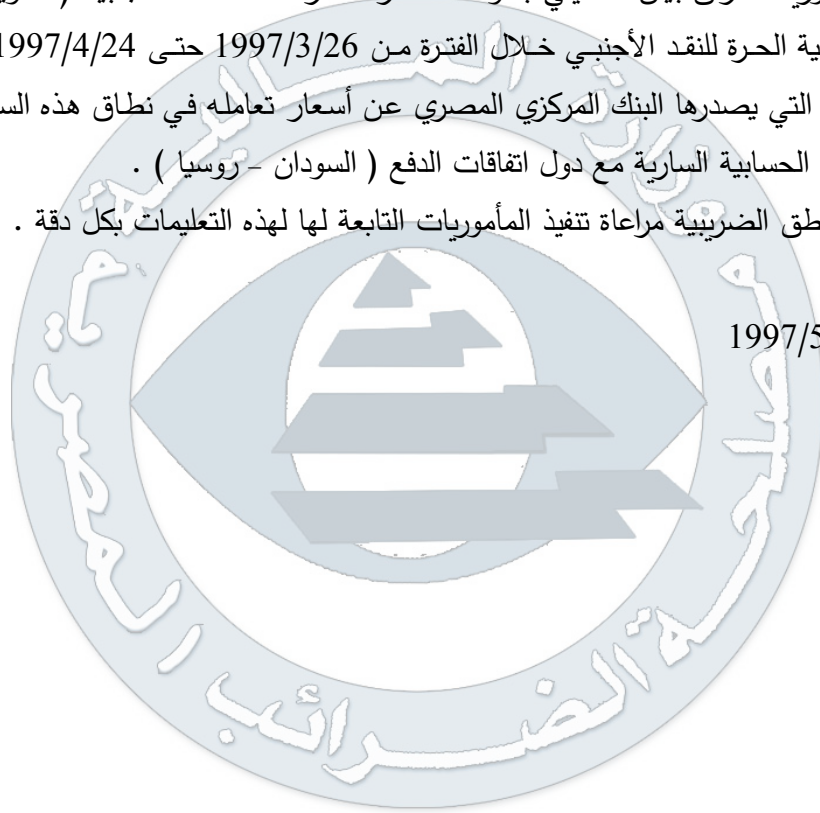 ية الحرة للنقد الأجنبي خلال الفترة من 1997/3/26 حتى 1997/4/24
التي يصدرها البنك المركزي المصري عن أسعار تعامله في نطاق هذه الس
الحسابية السارية مع دول اتفاقات الدفع ( السودان – روسيا ) .
طق الضريبية مراعاة تنفيذ المأموريات التابعة لها لهذه التعليمات بكل دقة .
1997/5
وزارة المالية
مصلحة الضرائب المصرية